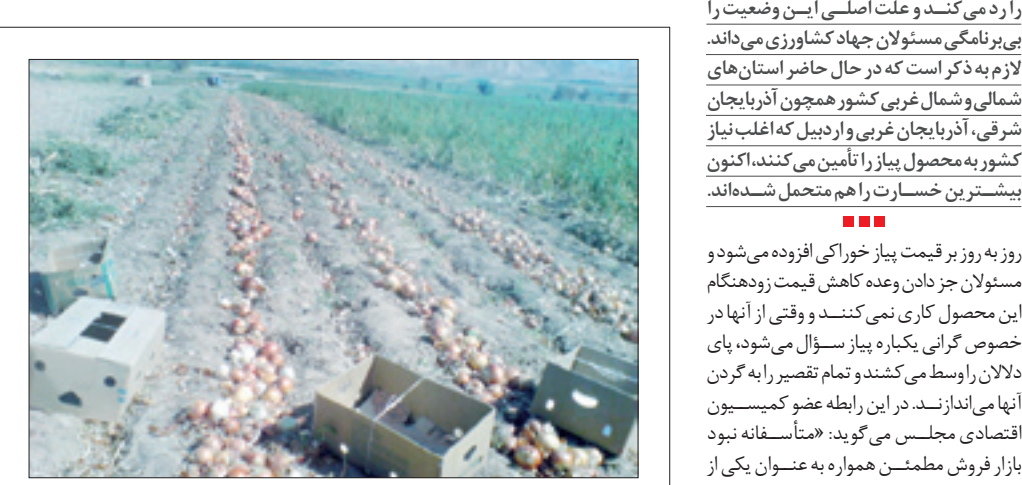 را رد می‌کنند و علت اصلی این وضعیت را
بی‌برنامگی مسئولان جهاد کشاورزی می‌داند.
لازم به ذکر است که در حال حاضر استان‌های
شمالی و شمال غربی کشور همچون آذربایجان
شرقی، آذربایجان غربی و اردبیل که اغلب نیاز
کشور به محصول پیاز را تأمین می‌کنند، اکنون
بیشترین خسارت را هم متحمل شده‌اند.
روز به روز بر قیمت پیاز خوراکی افزوده می‌شود و
مسئولان جز دادن وعده کاهش قیمت زودهنگام
این محصول کاری نمی‌کنند و وقتی از آنها در
خصوص گرانی یکباره پیاز سؤال می‌شود، پای
دلالان را وسط می‌کشند و تمام تقصیر را به گردن
آنها می‌اندازند. در این رابطه عضو کمیسیون
اقتصادی مجلس می‌گوید: «متأسفانه نبود
بازار فروش مطمئن همواره به عنوان یکی از